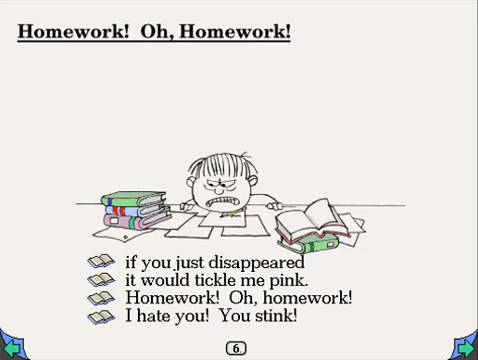 Homework!  Oh, Homework!
if you just disappeared
it would tickle me pink.
Homework!  Oh, homework!
I hate you!  You stink!
6